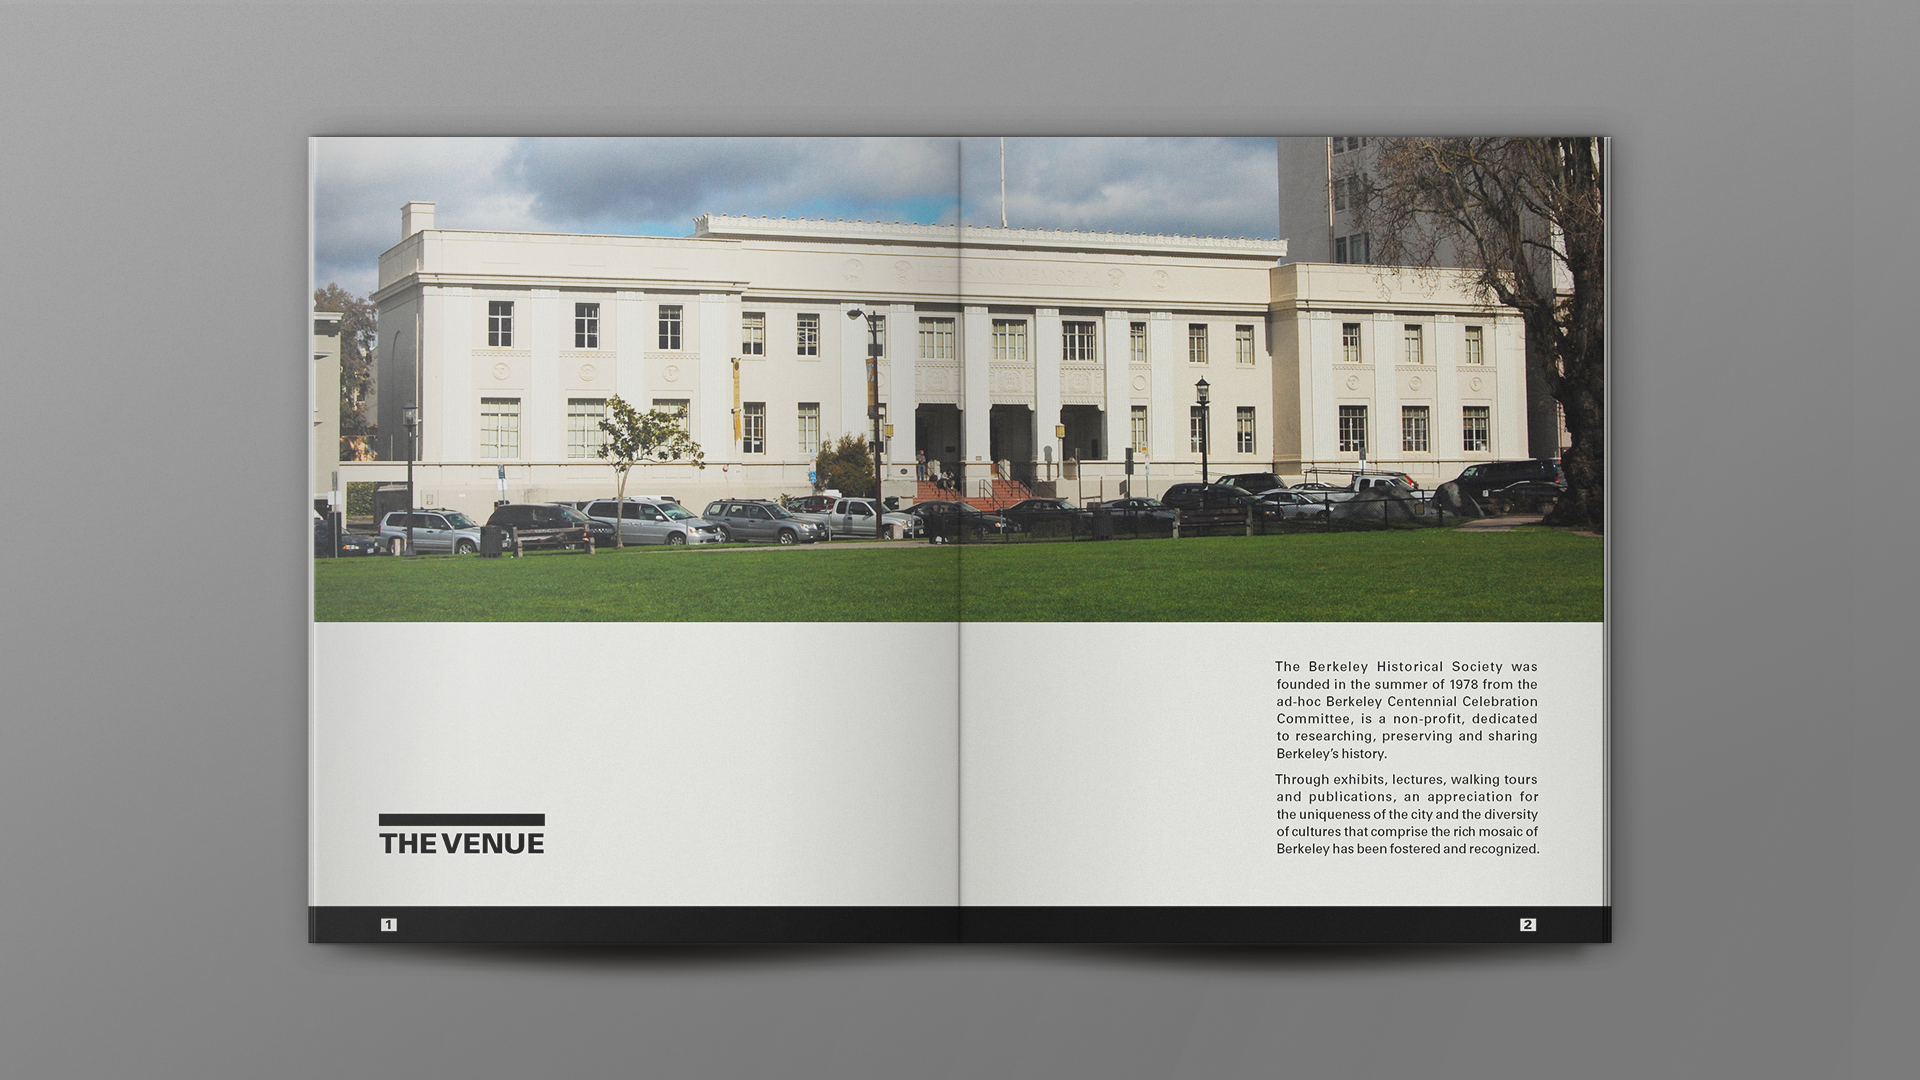 THE VENUE
The Berkeley Historical Society was
founded in the summer of 1978 from the
ad-hoc Berkeley Centennial Celebration
Committee, is a non-profit, dedicated
to researching, preserving and sharing
Berkeley's history.
Through exhibits, lectures, walking tours
and publications, an appreciation for
the uniqueness of the city and the diversity
of cultures that comprise the rich mosaic of
Berkeley has been fostered and recognized.
1
2